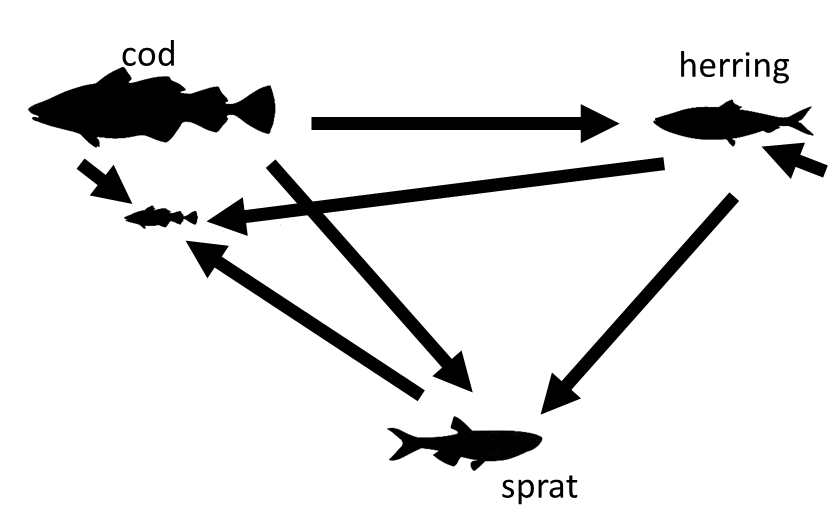 cod
herring
sprat